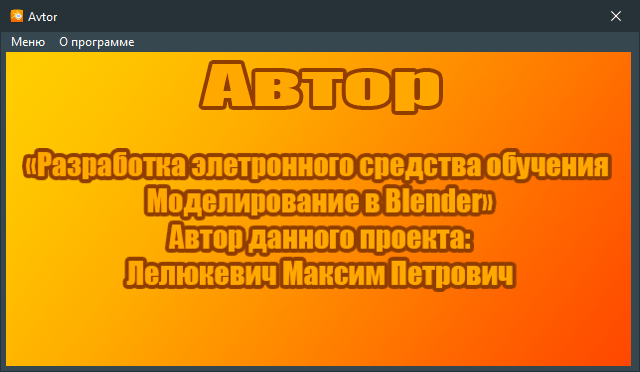 Avtor
Меню О программе
Автор
«Разработка элетронного средства обучения
Моделирование в Blender»
Автор данного проекта:
Лелюкевич Максим Петрович